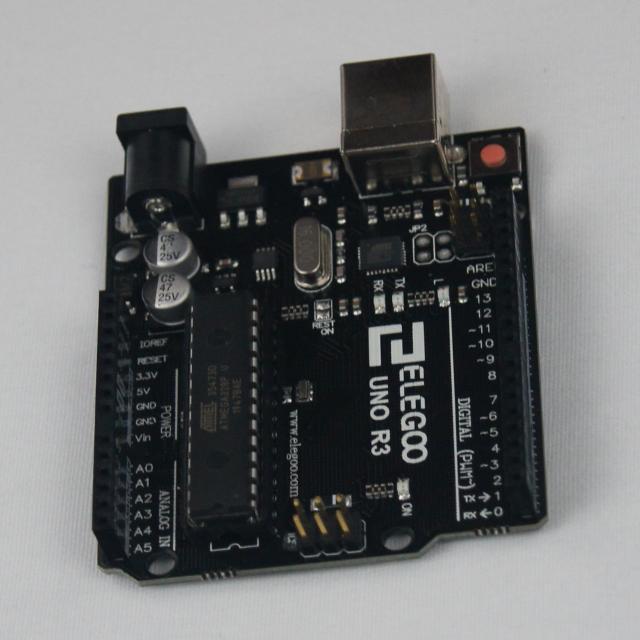 CS
47
25V
CS
47
25V
JP2
RX
TX
L
RESET
ON
IOREF
RESET
3.3V
5V
GND
GND
Vin
POWER
A0
A1
A2
A3
A4
A5
ANALOG IN
www.elegoo.com
ELEGOO
UNO R3
ON
GND
13
12
~11
~10
~9
8
7
~6
~5
4
~3
2
TX→1
RX←0
DIGITAL (PWM~)